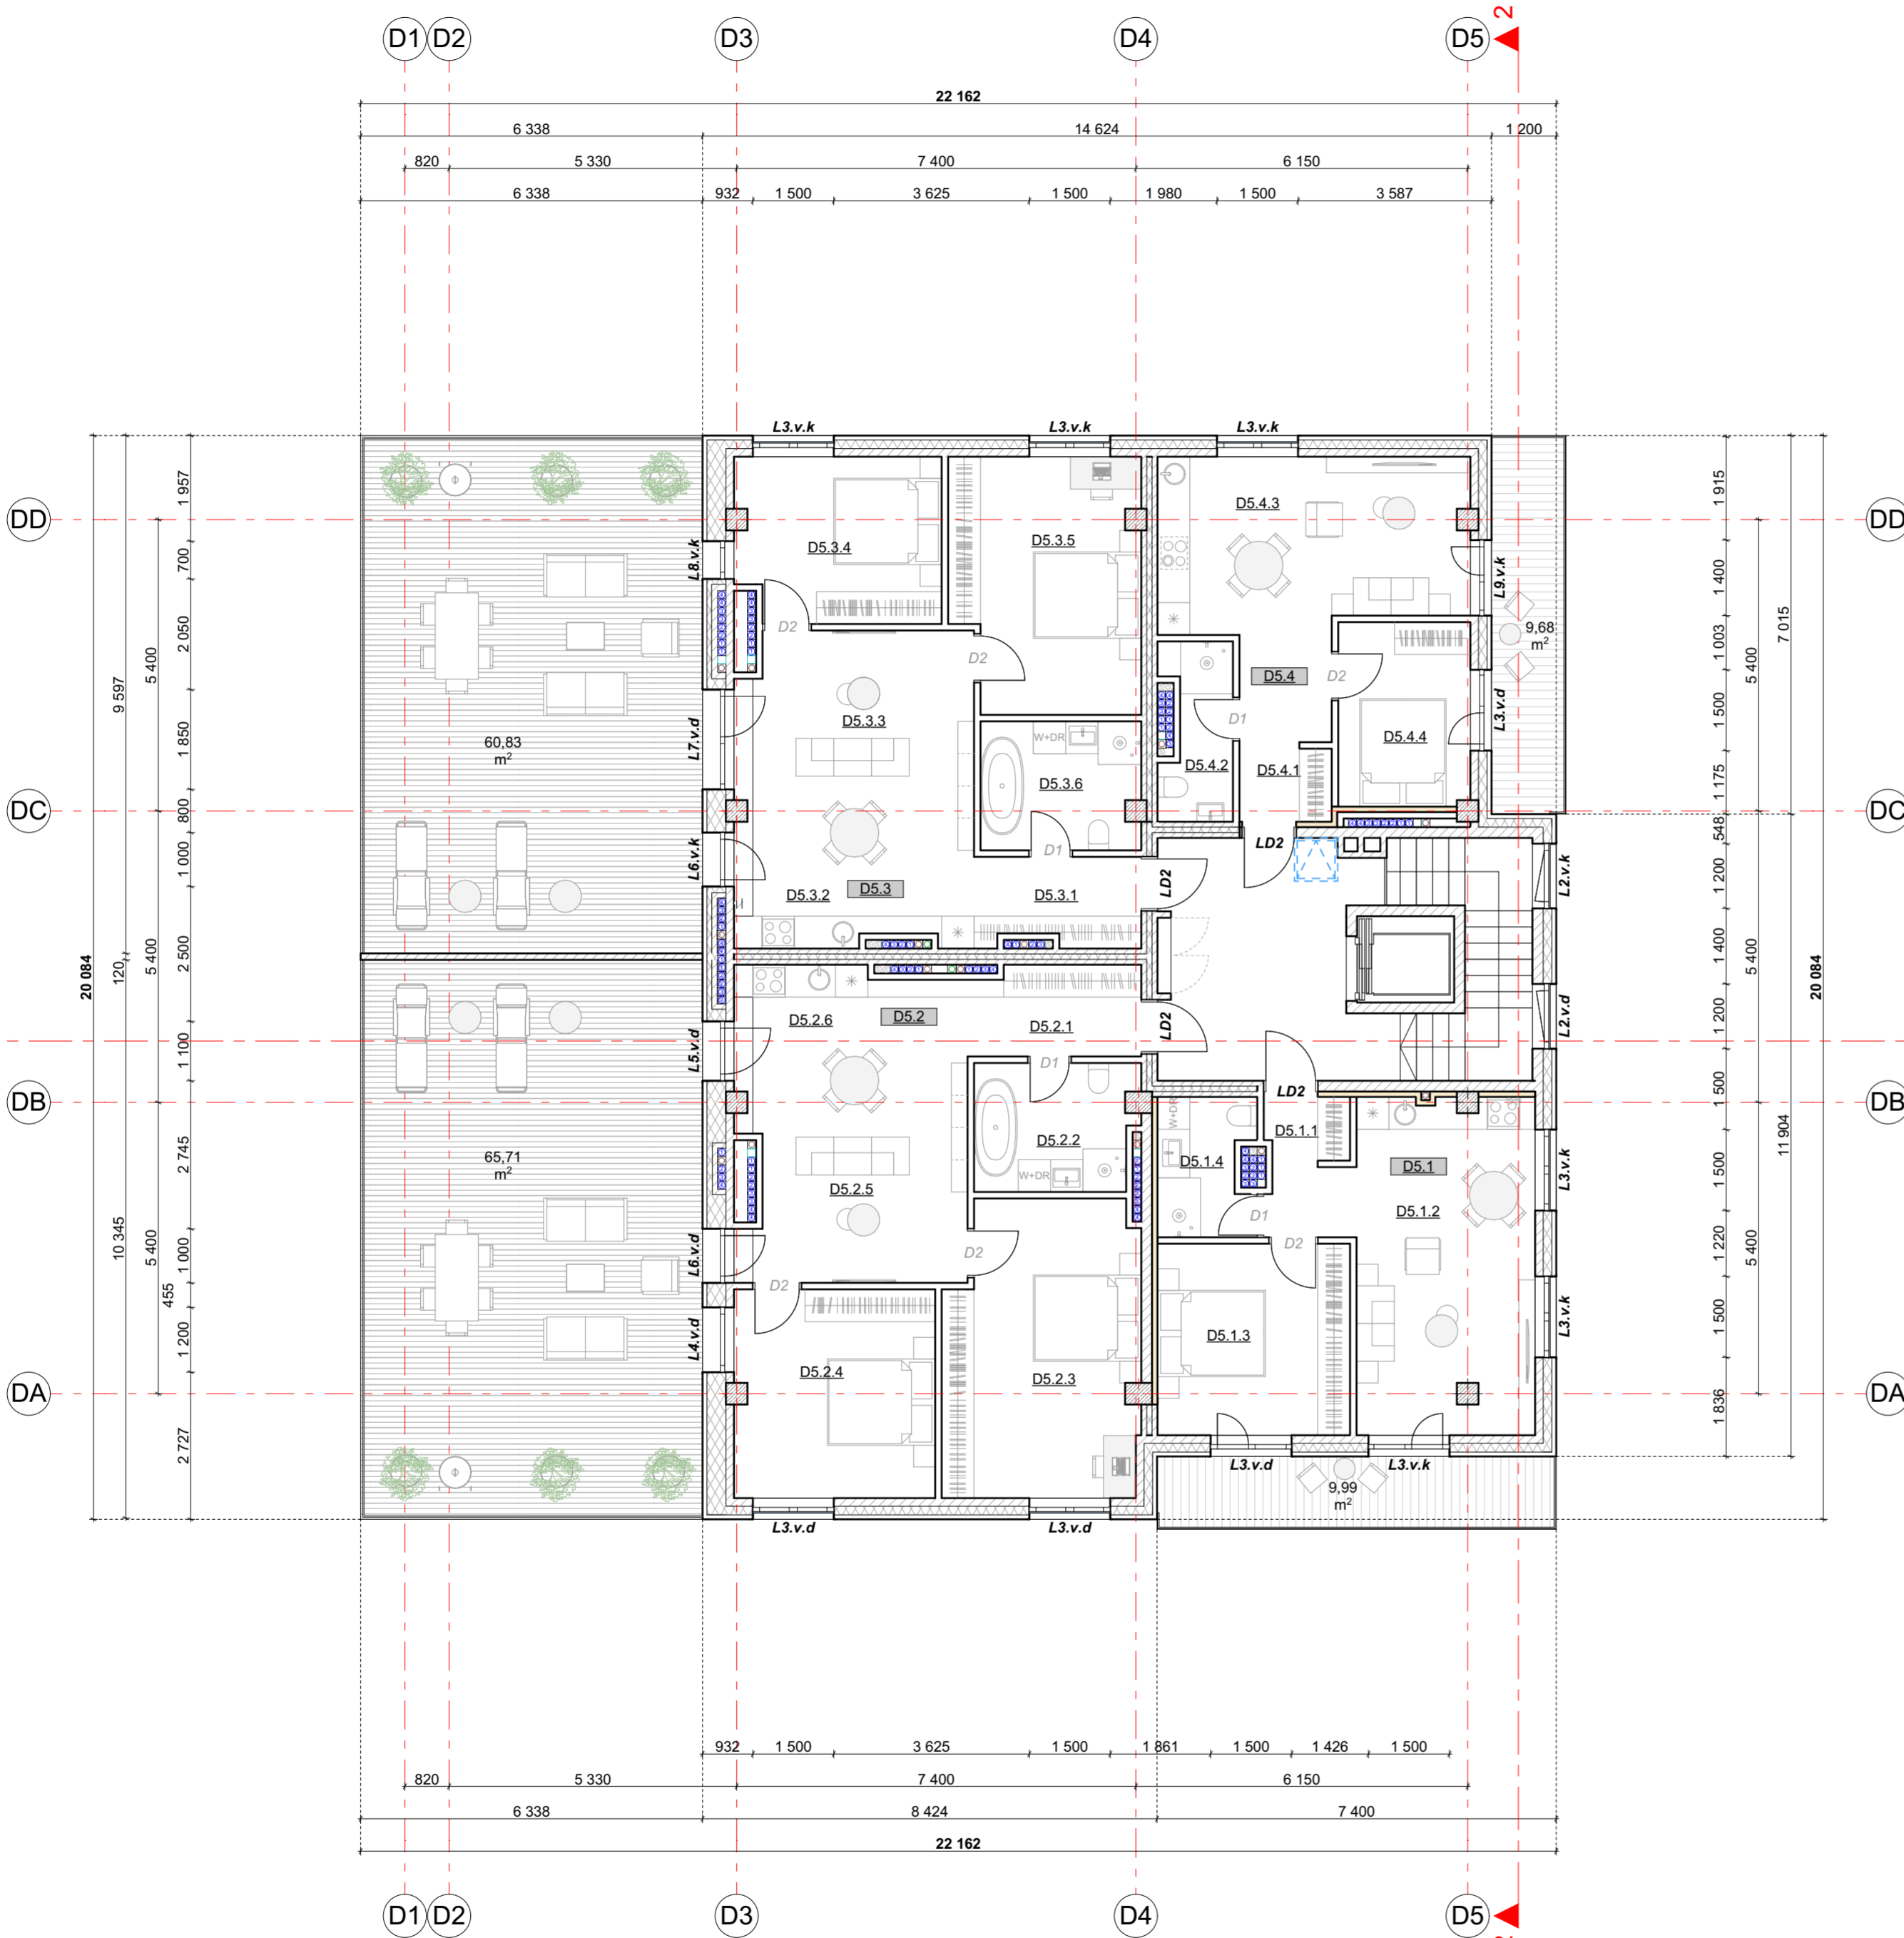 2
D1 D2 D3 D4 D5
22 162
6 338 14 624 1 200
820 5 330 7 400 6 150
6 338 932 1 500 3 625 1 500 1 980 1 500 3 587
L3.v.k L3.v.k L3.v.k
1 957 1 915
DD DD
D5.3.4 D5.3.5 D5.4.3
700 L8.v.k L9.v.k 1 400
D2
2 050 5 400 9,68
m²
7 015
1 003 5 400
9 597
D2 D5.4 D2
D5.3.3 D1 L3.v.d 1 500
60,83
m²
1 850 L7.v.d W+DR D5.4.4
D5.3.6 D5.4.2 D5.4.1 1 175
DC DC
800 548
1 000 L6.v.k D1 LD2 L2.v.k 1 200
D5.3.2 D5.3 D5.3.1 LD2
20 084 120 5 400 2 500 1 400 5 400 20 084
D5.2.6 D5.2 D5.2.1 LD2 L2.v.d 1 200
1 100 L5.v.d D1
DB DB
LD2 1 500
W+DR D5.1.1
D5.2.2 D5.1.4 D5.1
65,71
m²
2 745 W+DR L3.v.k 1 500 11 904
D5.2.5 D1 D5.1.2
10 345 5 400 1 000 L6.v.d D2 D2 1 220 5 400
455 D2
1 200 L4.v.d L3.v.k 1 500
D5.2.4 D5.2.3 D5.1.3
DA DA
2 727 1 836
L3.v.d L3.v.k
9,99
m²
L3.v.d L3.v.d
932 1 500 3 625 1 500 1 861 1 500 1 426 1 500
820 5 330 7 400 6 150
6 338 8 424 7 400
22 162
D1 D2 D3 D4 D5